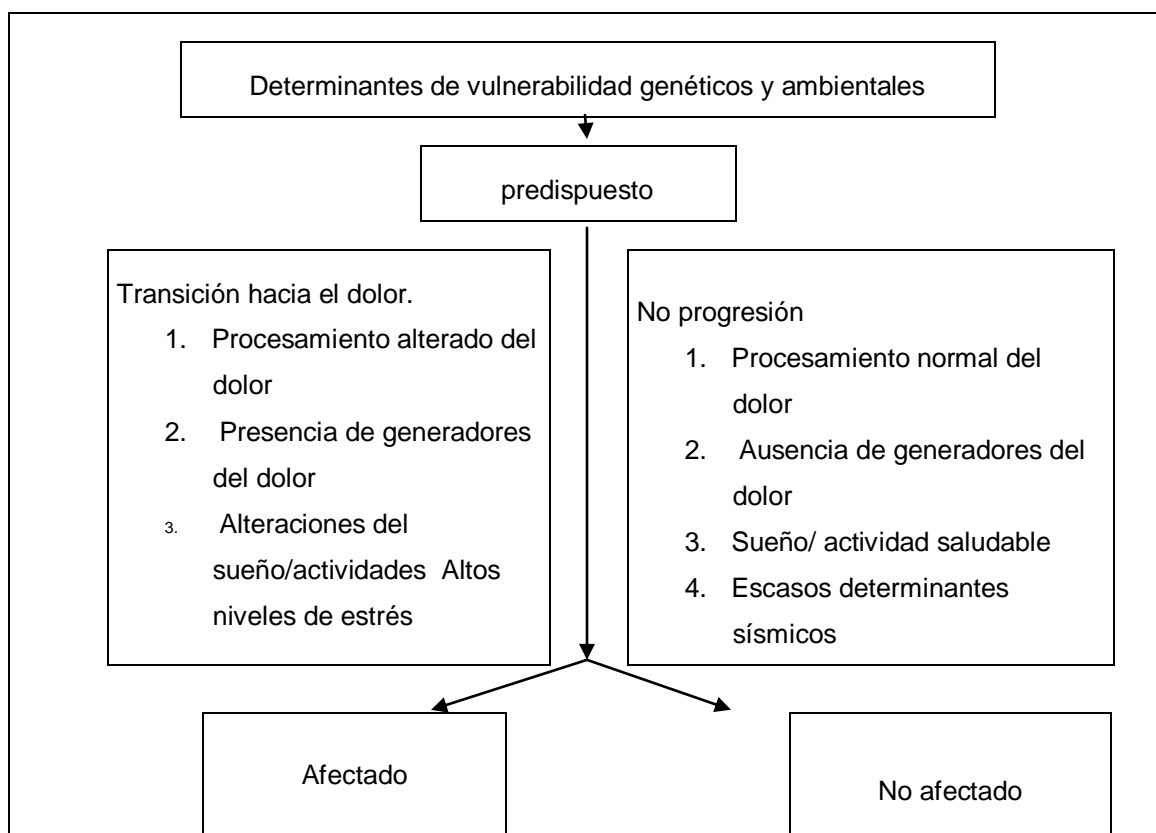 Determinantes de vulnerabilidad genéticos y ambientales
predispuesto
Transición hacia el dolor.
1. Procesamiento alterado del
dolor
2. Presencia de generadores
del dolor
3. Alteraciones del
sueño/actividades Altos
niveles de estrés
No progresión
1. Procesamiento normal del
dolor
2. Ausencia de generadores del
dolor
3. Sueño/ actividad saludable
4. Escasos determinantes
sísmicos
Afectado
No afectado